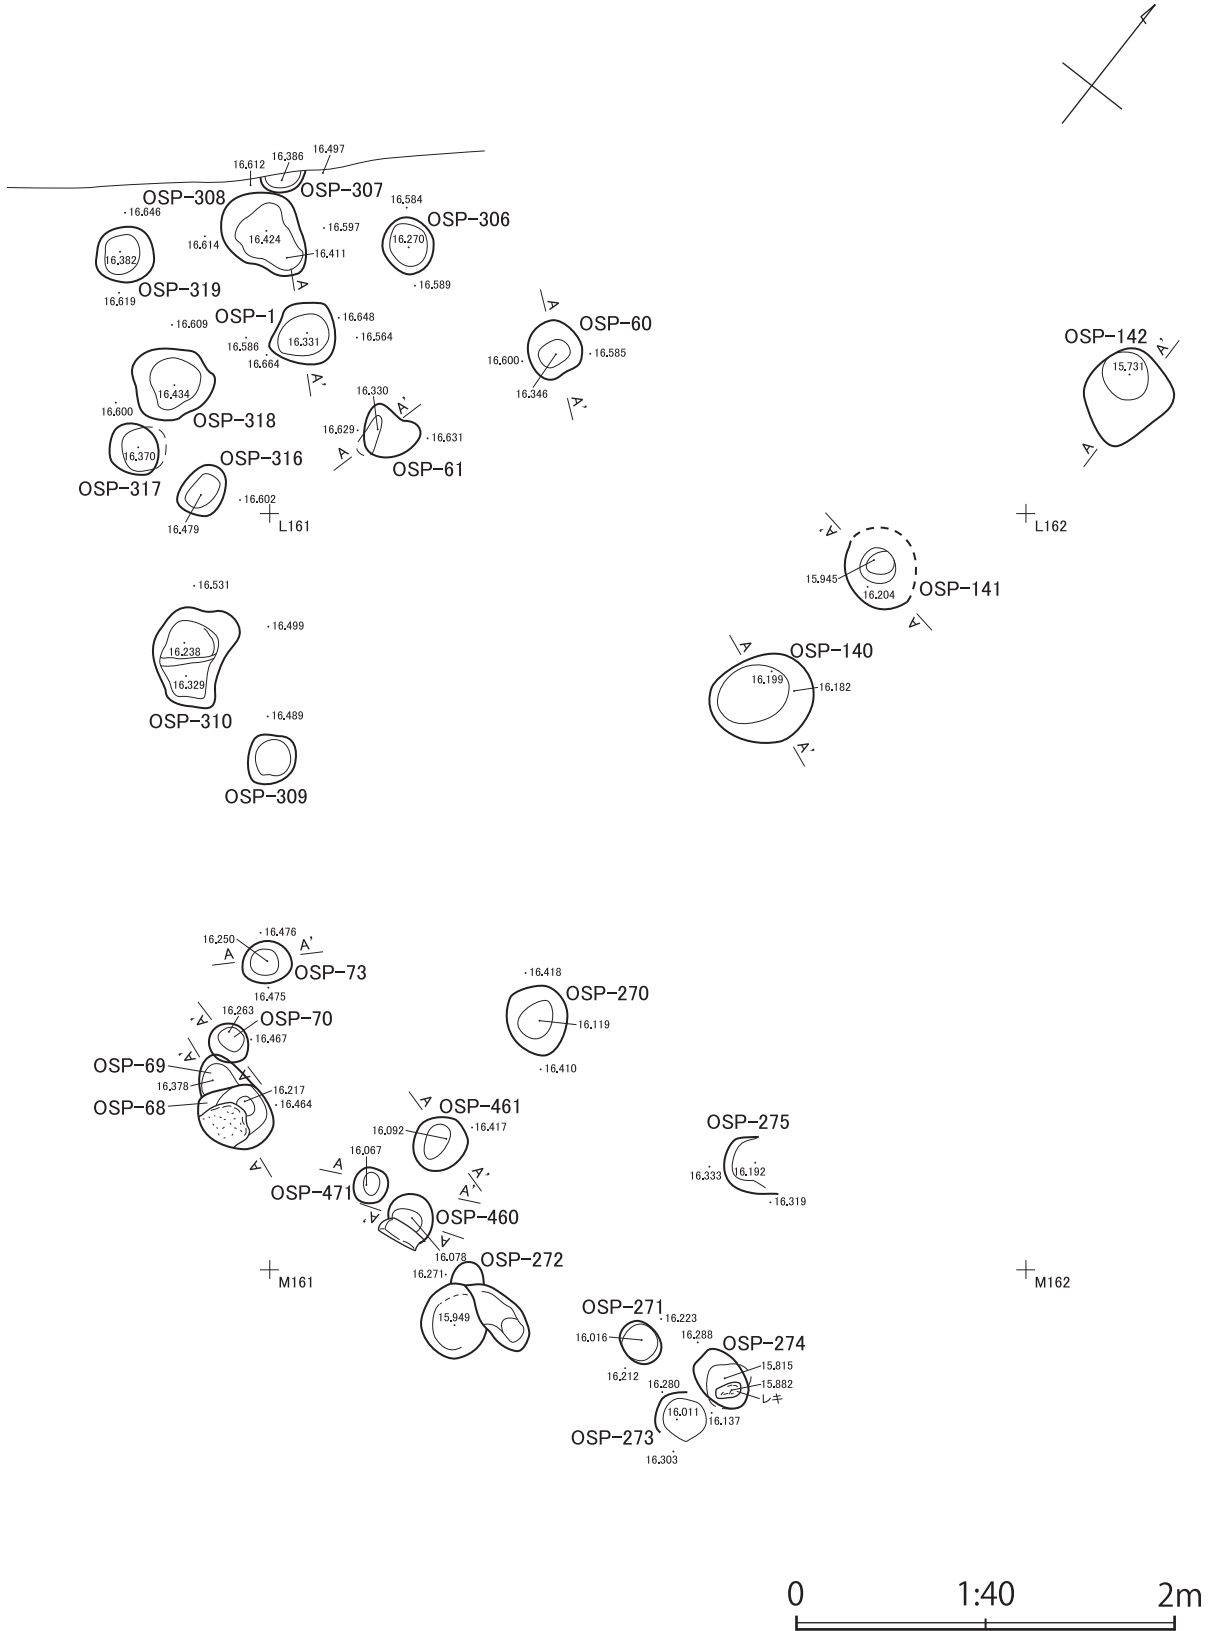 16.497
16.386
16.612
OSP-308
OSP-307
16.646
16.584
OSP-306
16.597
16.614
16.424
16.270
16.411
16.382
A
16.589
OSP-319
16.619
OSP-1
16.648
16.609
16.564
16.586
16.331
16.664
A'
A
OSP-60
16.600
16.585
16.346
A'
OSP-142
A'
15.731
A
16.434
16.330
A'
16.600
OSP-318
16.629
16.631
A
OSP-61
16.370
OSP-316
OSP-317
16.602
16.479
L161
L162
A'
15.945
16.204
OSP-141
A
16.531
16.499
16.238
16.329
OSP-310
A
OSP-140
16.199
16.182
A'
16.489
OSP-309
16.476
16.250
A'
A
OSP-73
16.475
16.418
OSP-270
16.119
16.410
A'
16.263
OSP-70
16.467
A'
OSP-69
16.378
A
16.217
OSP-68
16.464
A
A
OSP-461
16.092
16.417
16.067
A
A'
OSP-471
A'
A'
OSP-460
A
16.078
OSP-272
16.271
15.949
OSP-275
16.333
16.192
16.319
M161
M162
OSP-271
16.223
16.016
16.288
OSP-274
15.815
16.212
15.882
16.280
レキ
16.011
16.137
OSP-273
16.303
0 1:40 2m